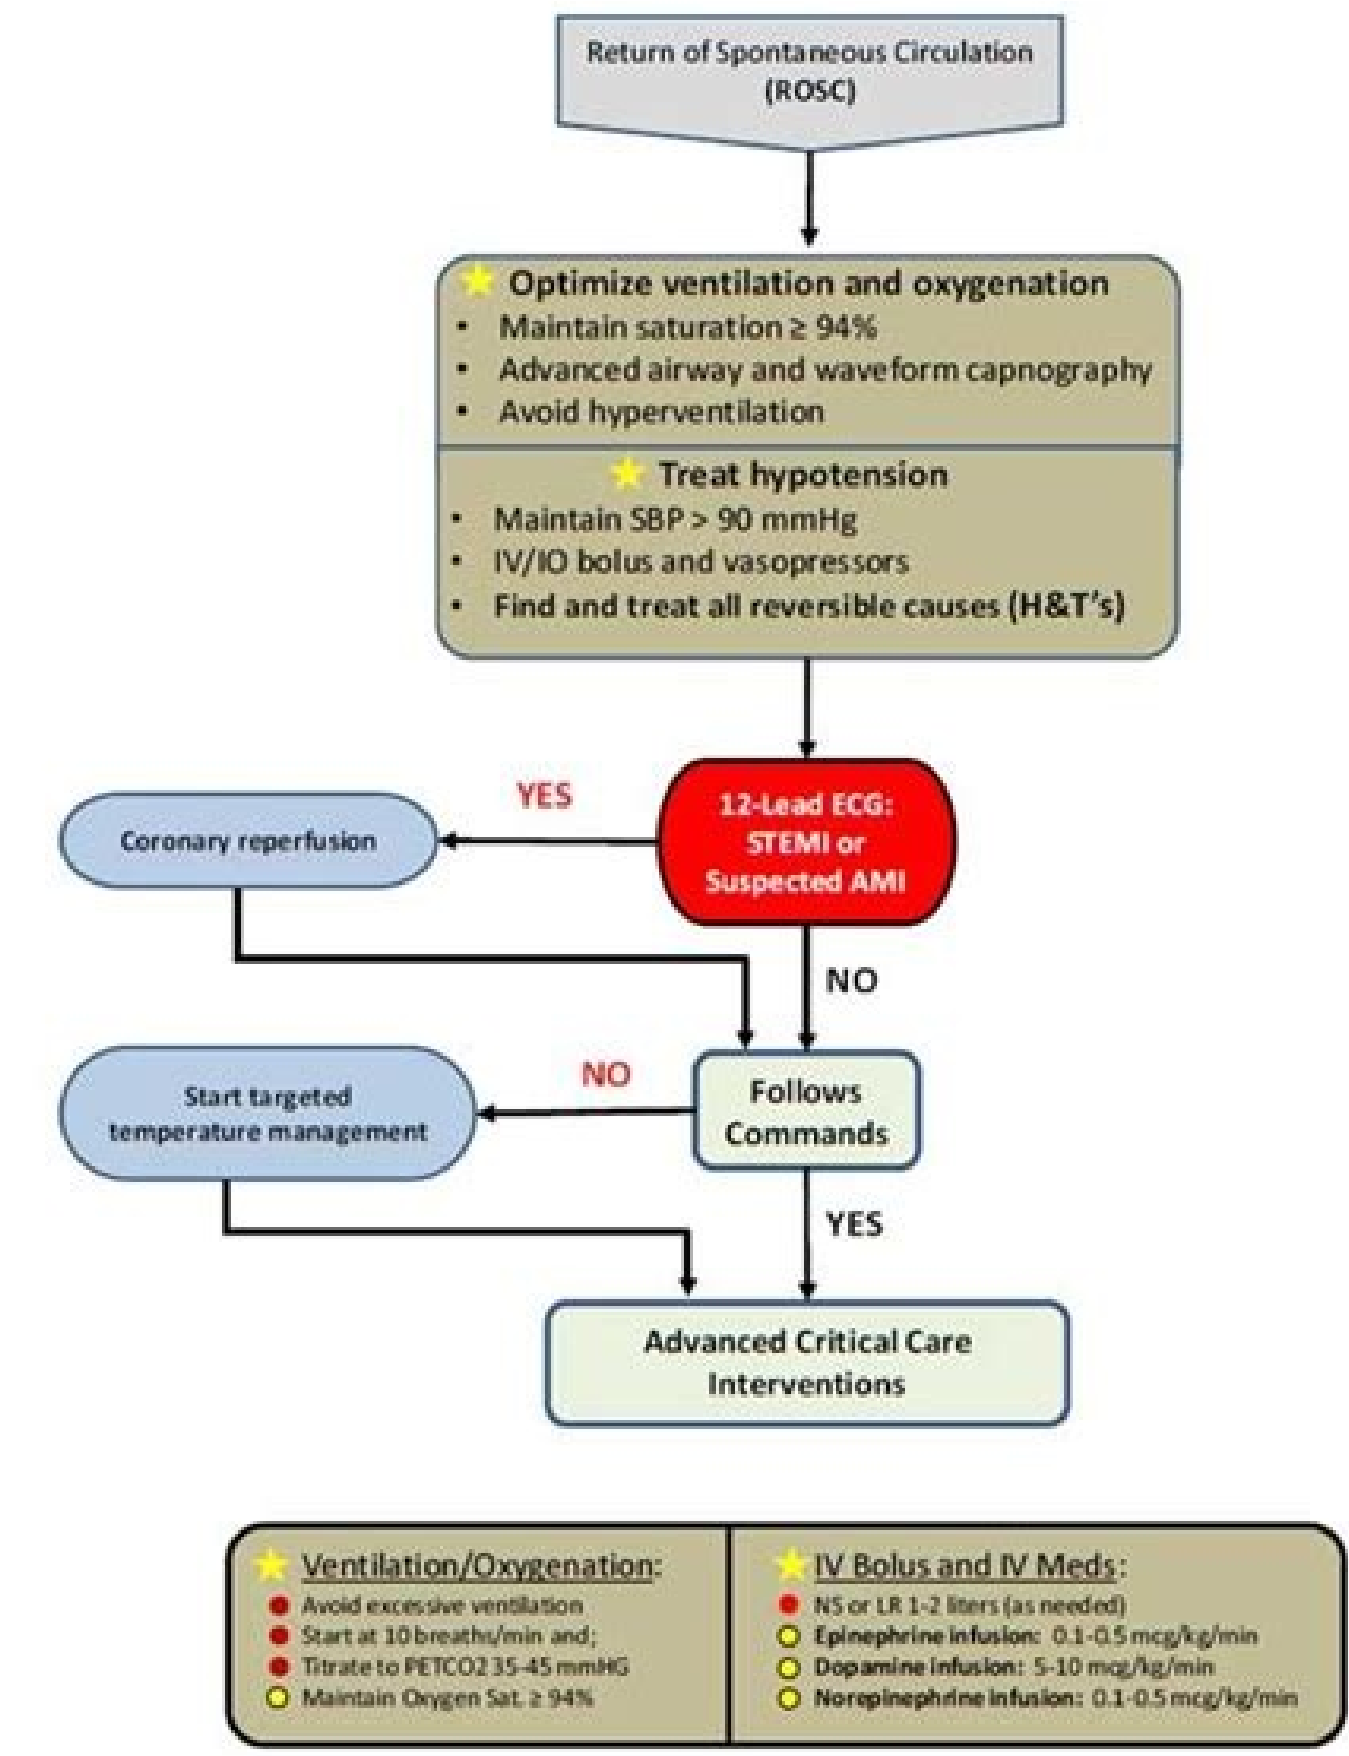 Return of Spontaneous Circulation
(ROSC)
Optimize ventilation and oxygenation
• Maintain saturation ≥ 94%
• Advanced airway and waveform capnography
• Avoid hyperventilation
Treat hypotension
• Maintain SBP > 90 mmHg
• IV/IO bolus and vasopressors
• Find and treat all reversible causes (H&T's)
12-Lead ECG:
STEMI or
Suspected AMI
YES
Coronary reperfusion
NO
Follows
Commands
NO
Start targeted
temperature management
YES
Advanced Critical Care
Interventions
Ventilation/Oxygenation:
Avoid excessive ventilation
Start at 10 breaths/min and;
Titrate to PETCO2 35-45 mmHG
Maintain Oxygen Sat. ≥ 94%
IV Bolus and IV Meds:
NS or LR 1-2 liters (as needed)
Epinephrine infusion: 0.1-0.5 mcg/kg/min
Dopamine infusion: 5-10 mcg/kg/min
Norepinephrine infusion: 0.1-0.5 mcg/kg/min